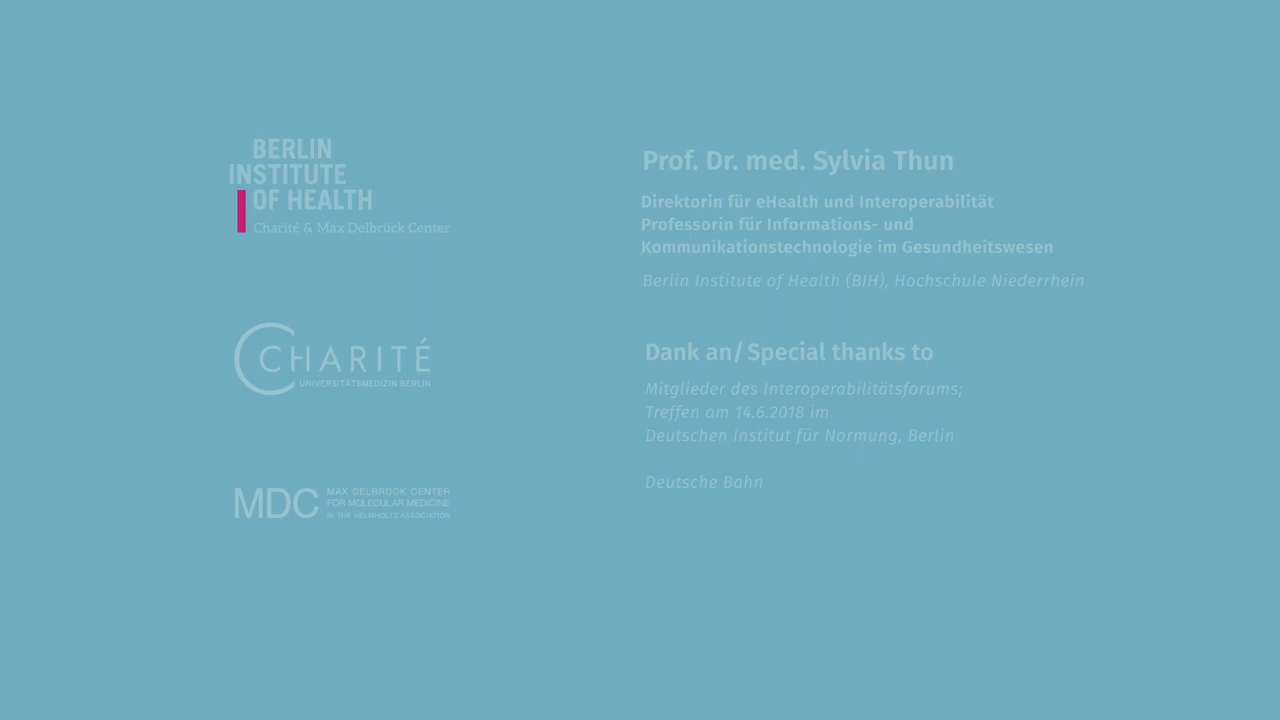 BERLIN
INSTITUTE
OF HEALTH
Charité & Max Delbrück Center
CHARITÉ
UNIVERSITÄTSMEDIZIN BERLIN
MDC
MAX DELBRÜCK CENTER
FOR MOLECULAR MEDICINE
IN THE HELMHOLTZ ASSOCIATION
Prof. Dr. med. Sylvia Thun
Direktorin für eHealth und Interoperabilität
Professorin für Informations- und
Kommunikationstechnologie im Gesundheitswesen
Berlin Institute of Health (BIH), Hochschule Niederrhein
Dank an/ Special thanks to
Mitglieder des Interoperabilitätsforums;
Treffen am 14.6.2018 im
Deutschen Institut für Normung, Berlin
Deutsche Bahn